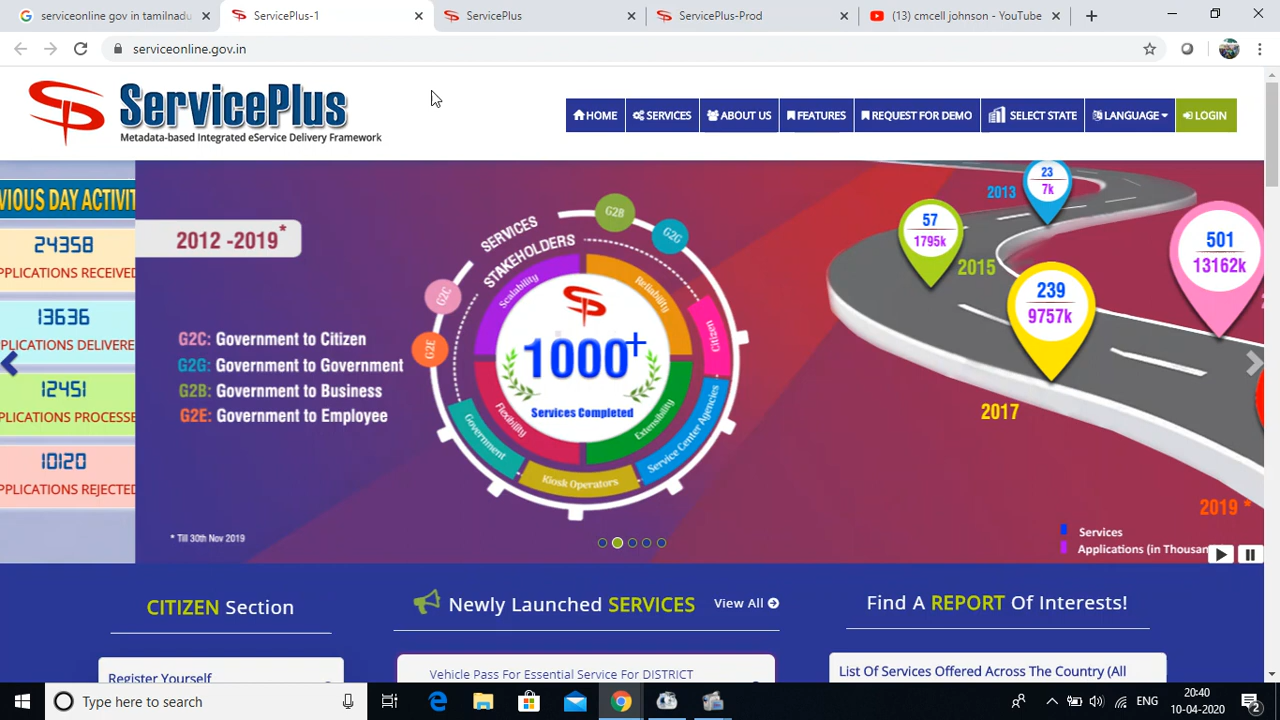 serviceonline gov in tamilnadu
ServicePlus-1
ServicePlus
ServicePlus-Prod
(13) cmcell johnson - YouTube
serviceonline.gov.in
ServicePlus
Metadata-based Integrated eService Delivery Framework
HOME
SERVICES
ABOUT US
FEATURES
REQUEST FOR DEMO
SELECT STATE
LANGUAGE
LOGIN
VIOUS DAY ACTIVIT
24358
PPLICATIONS RECEIVED
13636
PPLICATIONS DELIVERE
12451
PPLICATIONS PROCESSE
10120
PPLICATIONS REJECTED
2012 -2019*
G2C: Government to Citizen
G2G: Government to Government
G2B: Government to Business
G2E: Government to Employee
* Till 30th Nov 2019
SERVICES
STAKEHOLDERS
G2B
G2G
G2C
G2E
Scalability
Reliability
Flexibility
Extensibility
Citizen
Government
Kiosk Operators
Service Center Agencies
1000+
Services Completed
23
7k
2013
57
1795k
2015
239
9757k
2017
501
13162k
2019 *
Services
Applications (in Thousan
CITIZEN Section
Newly Launched SERVICES
View All
Find A REPORT Of Interests!
Register Yourself
Vehicle Pass For Essential Service For DISTRICT
List Of Services Offered Across The Country (All
Type here to search
ENG
20:40
10-04-2020
2